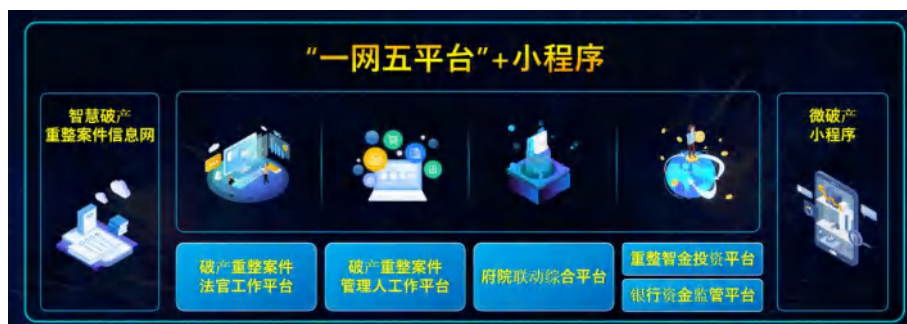 “一网五平台”+小程序
智慧破产
重整案件信息网
微破产
小程序
破产重整案件
法官工作平台
破产重整案件
管理人工作平台
府院联动综合平台
重整智金投资平台
银行资金监管平台